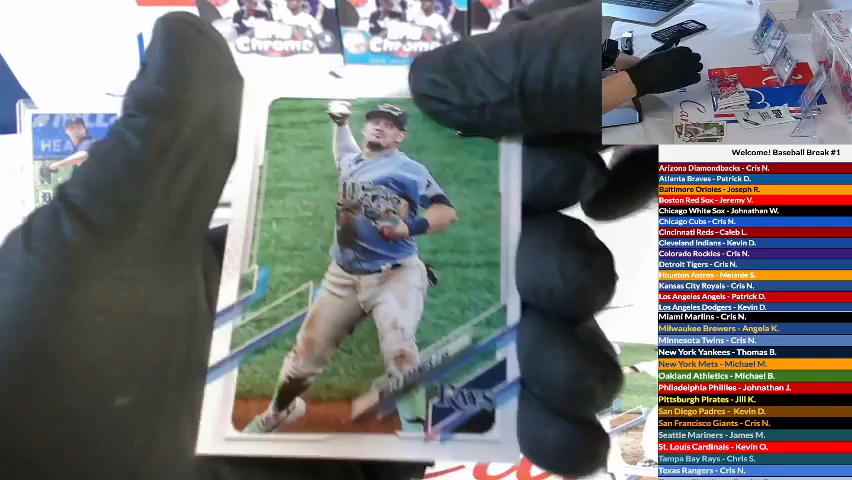 Chrome
HEA
RAYS
Welcome! Baseball Break #1
Arizona Diamondbacks - Cris N.
Atlanta Braves - Patrick D.
Baltimore Orioles - Joseph R.
Boston Red Sox - Jeremy V.
Chicago White Sox - Johnathan W.
Chicago Cubs - Cris N.
Cincinnati Reds - Caleb L.
Cleveland Indians - Kevin D.
Colorado Rockies - Cris N.
Detroit Tigers - Cris N.
Houston Astros - Melanie S.
Kansas City Royals - Cris N.
Los Angeles Angels - Patrick D.
Los Angeles Dodgers - Kevin D.
Miami Marlins - Cris N.
Milwaukee Brewers - Angela K.
Minnesota Twins - Cris N.
New York Yankees - Thomas B.
New York Mets - Michael M.
Oakland Athletics - Michael B.
Philadelphia Phillies - Johnathan J.
Pittsburgh Pirates - Jill K.
San Diego Padres - Kevin D.
San Francisco Giants - Cris N.
Seattle Mariners - James M.
St. Louis Cardinals - Kevin O.
Tampa Bay Rays - Chris S.
Texas Rangers - Cris N.